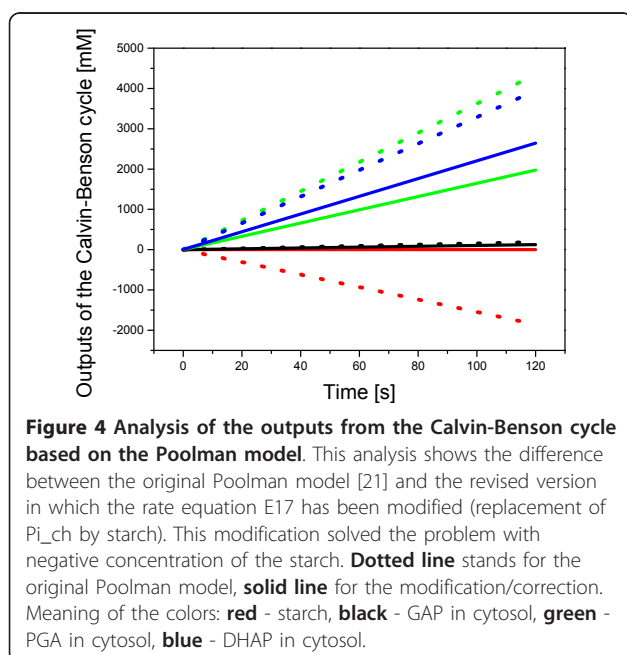 Outputs of the Calvin-Benson cycle [mM]
5000
4000
3000
2000
1000
0
-1000
-2000
0 20 40 60 80 100 120
Time [s]
Figure 4 Analysis of the outputs from the Calvin-Benson cycle
based on the Poolman model. This analysis shows the difference
between the original Poolman model [21] and the revised version
in which the rate equation E17 has been modified (replacement of
Pi_ch by starch). This modification solved the problem with
negative concentration of the starch. Dotted line stands for the
original Poolman model, solid line for the modification/correction.
Meaning of the colors: red - starch, black - GAP in cytosol, green -
PGA in cytosol, blue - DHAP in cytosol.